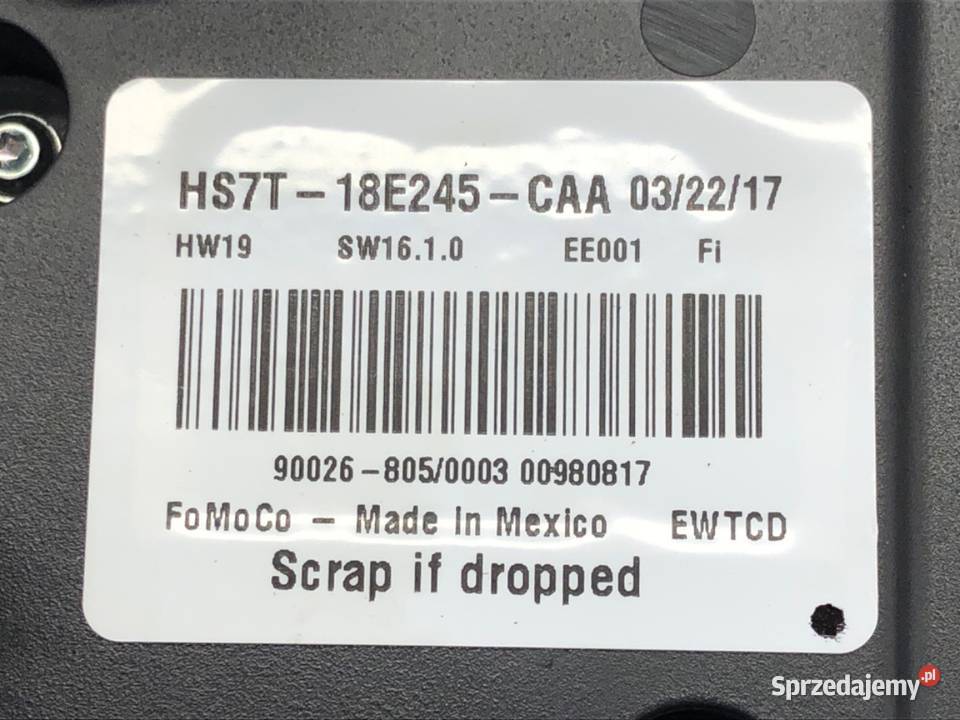 HS7T-18E245-CAA 03/22/17
HW19 SW16.1.0 EE001 Fi
90026-805/0003 00980817
FoMoCo - Made In Mexico EWTCD
Scrap if dropped
Sprzedajemy.pl